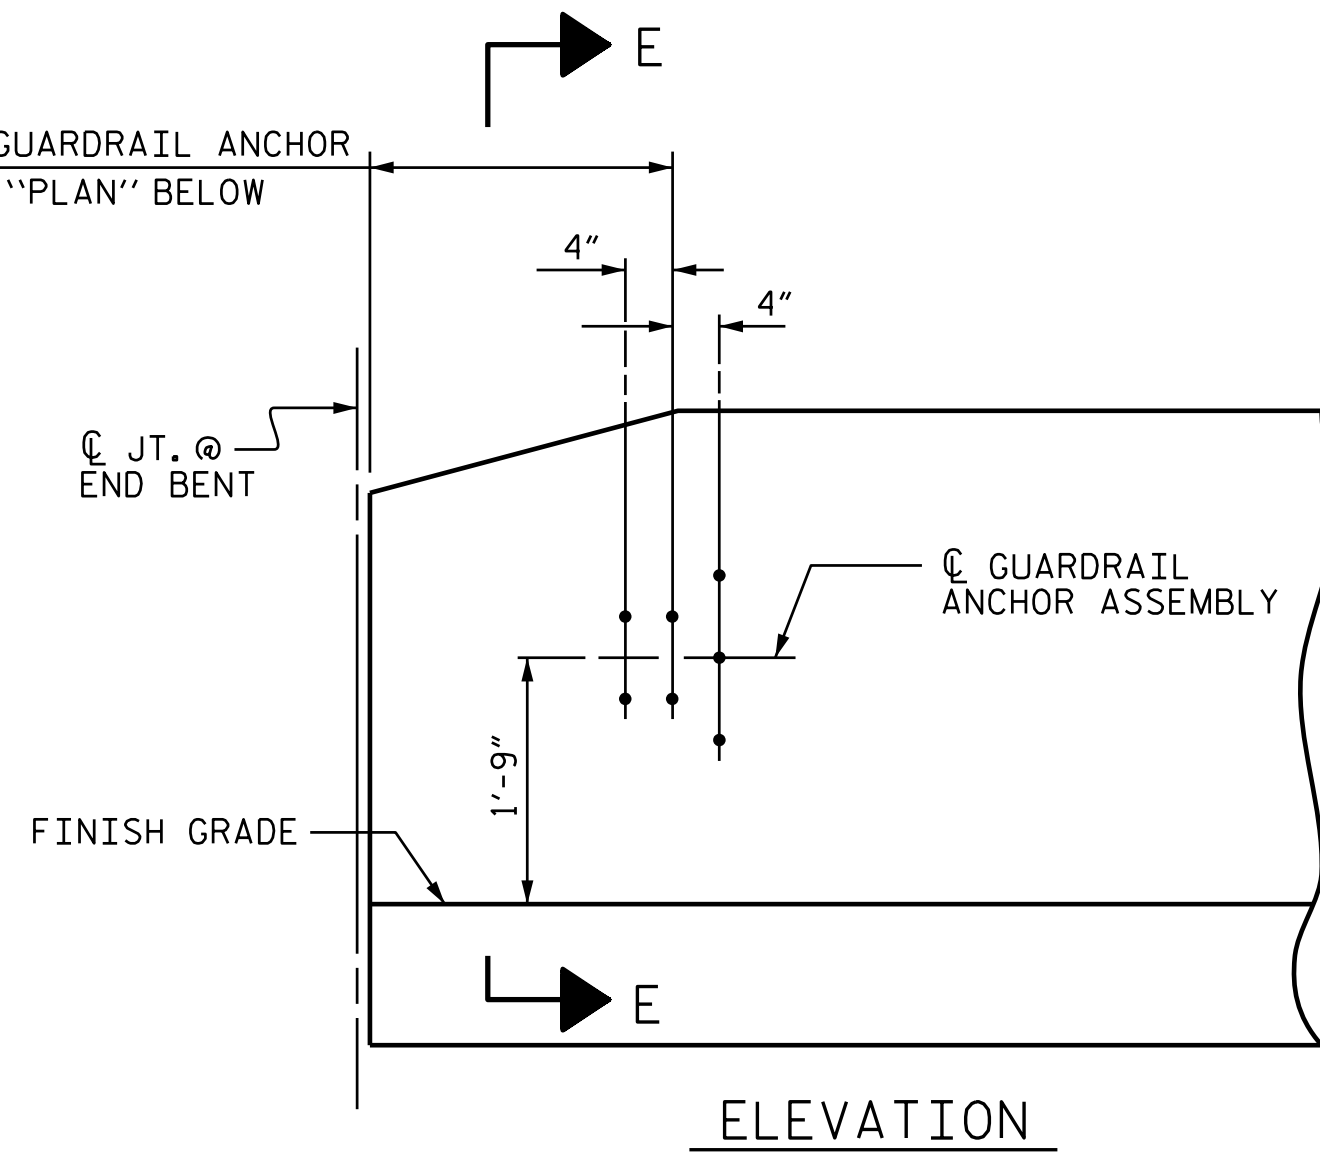 E
GUARDRAIL ANCHOR
"PLAN" BELOW
4"
4"
℄ JT. @
END BENT
℄ GUARDRAIL
ANCHOR ASSEMBLY
1'-9"
FINISH GRADE
E
ELEVATION